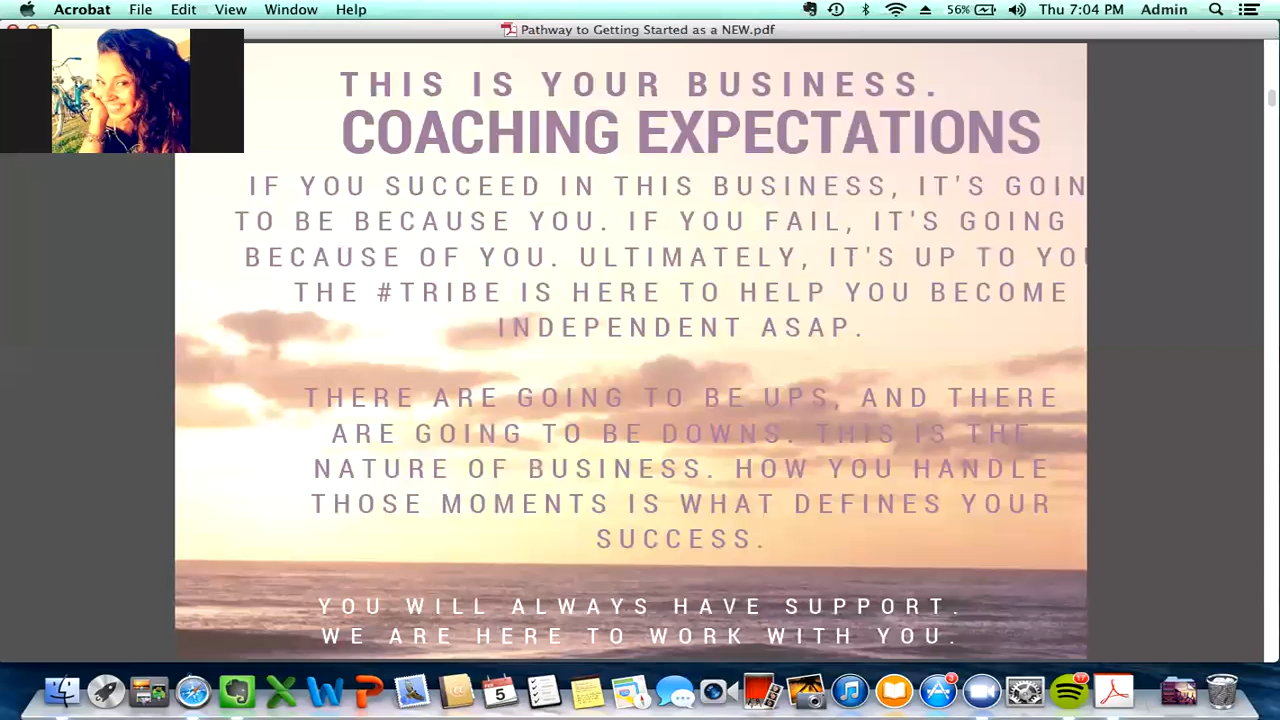 Acrobat File Edit View Window Help 56% Thu 7:04 PM Admin
Pathway to Getting Started as a NEW.pdf
THIS IS YOUR BUSINESS.
COACHING EXPECTATIONS
IF YOU SUCCEED IN THIS BUSINESS, IT'S GOIN
TO BE BECAUSE YOU. IF YOU FAIL, IT'S GOING
BECAUSE OF YOU. ULTIMATELY, IT'S UP TO YOU
THE #TRIBE IS HERE TO HELP YOU BECOME
INDEPENDENT ASAP.
THERE ARE GOING TO BE UPS, AND THERE
ARE GOING TO BE DOWNS. THIS IS THE
NATURE OF BUSINESS. HOW YOU HANDLE
THOSE MOMENTS IS WHAT DEFINES YOUR
SUCCESS.
YOU WILL ALWAYS HAVE SUPPORT.
WE ARE HERE TO WORK WITH YOU.
FEB
5
3
17